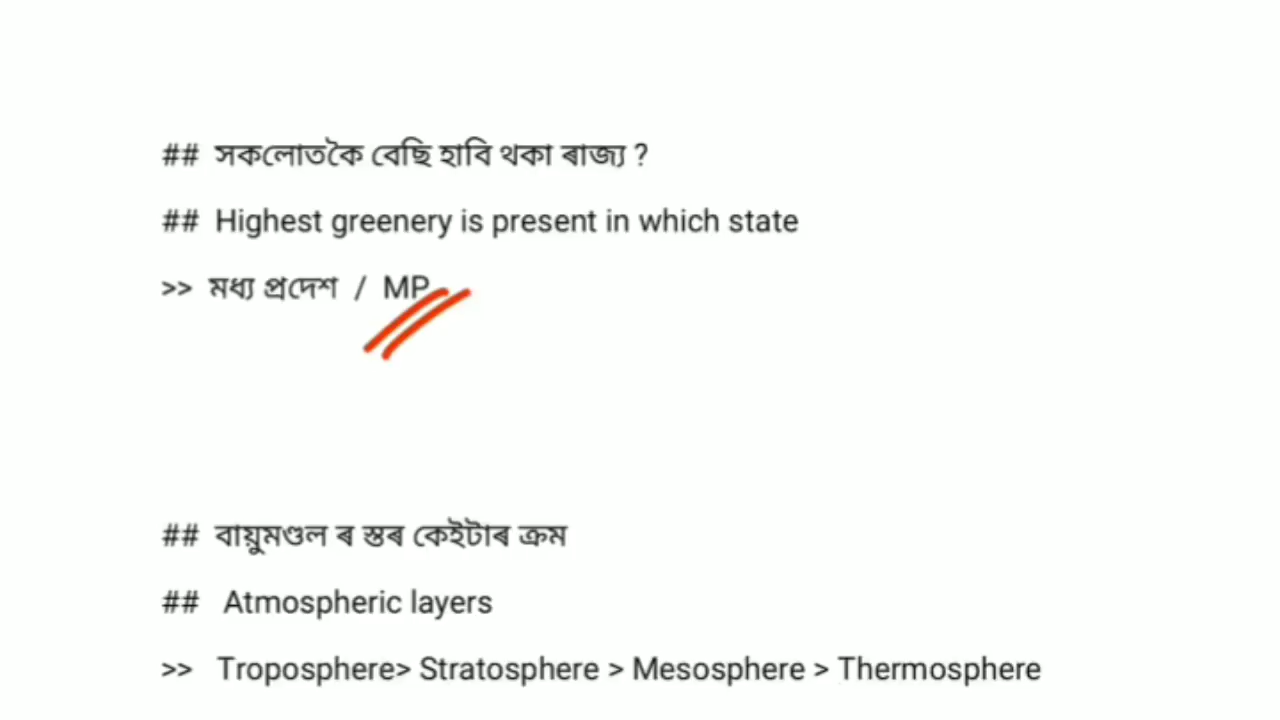 ## সকলোতকৈ বেছি হাবি থকা ৰাজ্য ?
## Highest greenery is present in which state
>> মধ্য প্ৰদেশ / MP
## বায়ুমণ্ডল ৰ স্তৰ কেইটাৰ ক্ৰম
## Atmospheric layers
>> Troposphere> Stratosphere > Mesosphere > Thermosphere